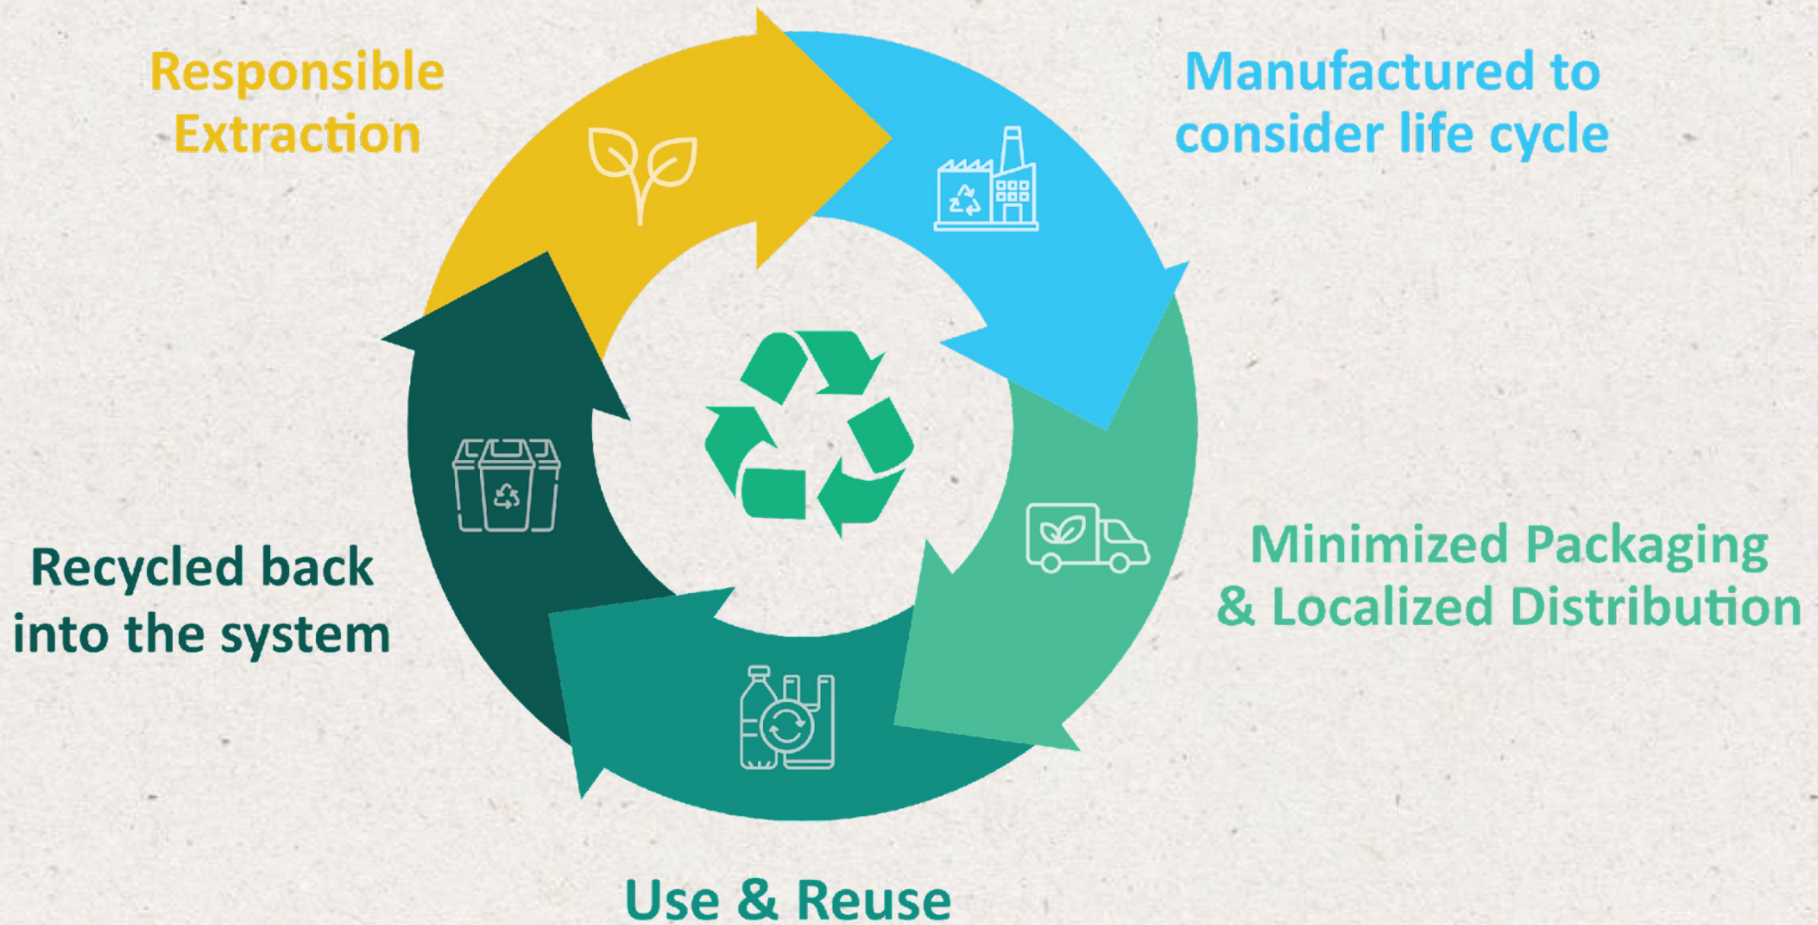 Responsible
Extraction
Manufactured to
consider life cycle
Minimized Packaging
& Localized Distribution
Use & Reuse
Recycled back
into the system